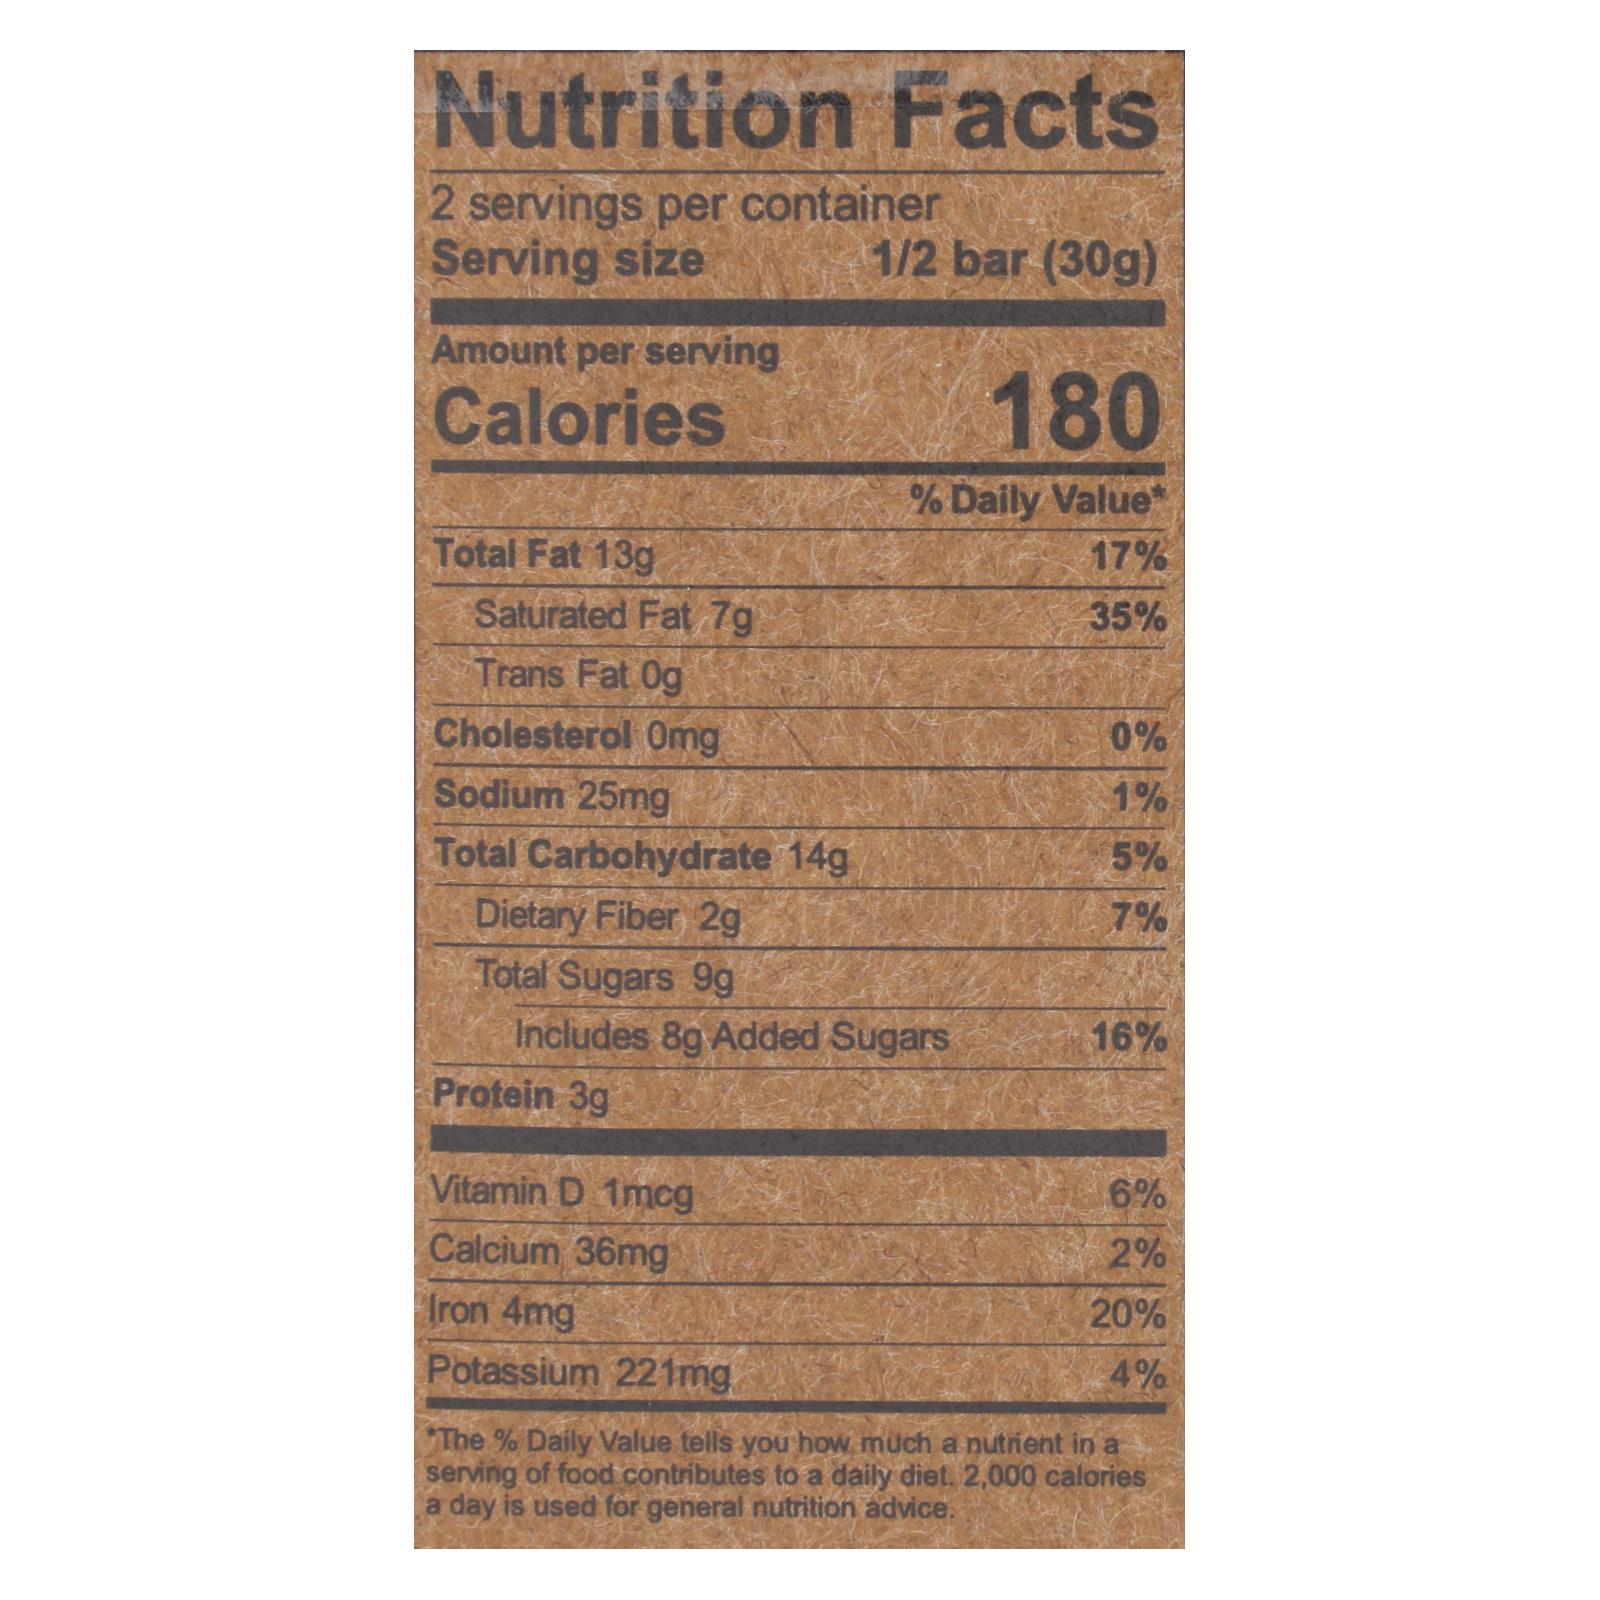 Nutrition Facts
2 servings per container
Serving size 1/2 bar (30g)
Amount per serving
Calories 180
% Daily Value*
Total Fat 13g 17%
Saturated Fat 7g 35%
Trans Fat 0g
Cholesterol 0mg 0%
Sodium 25mg 1%
Total Carbohydrate 14g 5%
Dietary Fiber 2g 7%
Total Sugars 9g
Includes 8g Added Sugars 16%
Protein 3g
Vitamin D 1mcg 6%
Calcium 36mg 2%
Iron 4mg 20%
Potassium 221mg 4%
*The % Daily Value tells you how much a nutrient in a
serving of food contributes to a daily diet. 2,000 calories
a day is used for general nutrition advice.